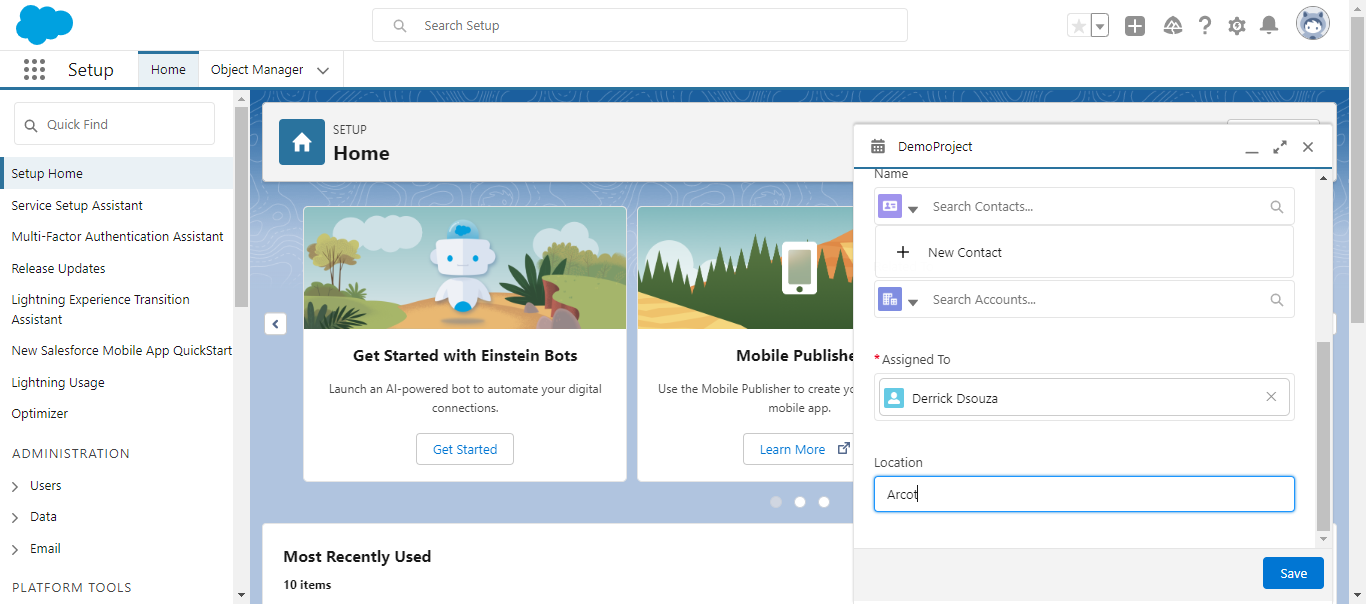 Search Setup
Setup
Home
Object Manager
Quick Find
Setup Home
Service Setup Assistant
Multi-Factor Authentication Assistant
Release Updates
Lightning Experience Transition
Assistant
New Salesforce Mobile App QuickStart
Lightning Usage
Optimizer
ADMINISTRATION
Users
Data
Email
PLATFORM TOOLS
SETUP
Home
Get Started with Einstein Bots
Launch an AI-powered bot to automate your digital
connections.
Get Started
Mobile Publishe
Use the Mobile Publisher to create yo
mobile app.
Learn More
Most Recently Used
10 items
DemoProject
Name
Search Contacts...
New Contact
Search Accounts...
*Assigned To
Derrick Dsouza
Location
Arcot
Save